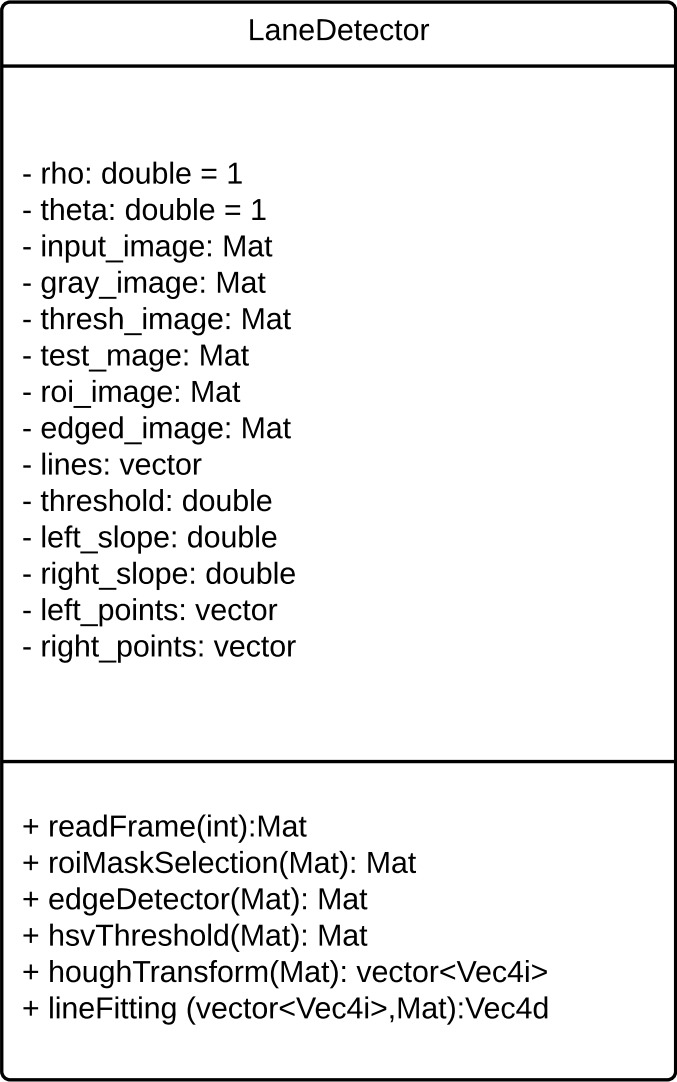 LaneDetector
- rho: double = 1
- theta: double = 1
- input_image: Mat
- gray_image: Mat
- thresh_image: Mat
- test_mage: Mat
- roi_image: Mat
- edged_image: Mat
- lines: vector
- threshold: double
- left_slope: double
- right_slope: double
- left_points: vector
- right_points: vector
+ readFrame(int):Mat
+ roiMaskSelection(Mat): Mat
+ edgeDetector(Mat): Mat
+ hsvThreshold(Mat): Mat
+ houghTransform(Mat): vector<Vec4i>
+ lineFitting (vector<Vec4i>,Mat):Vec4d